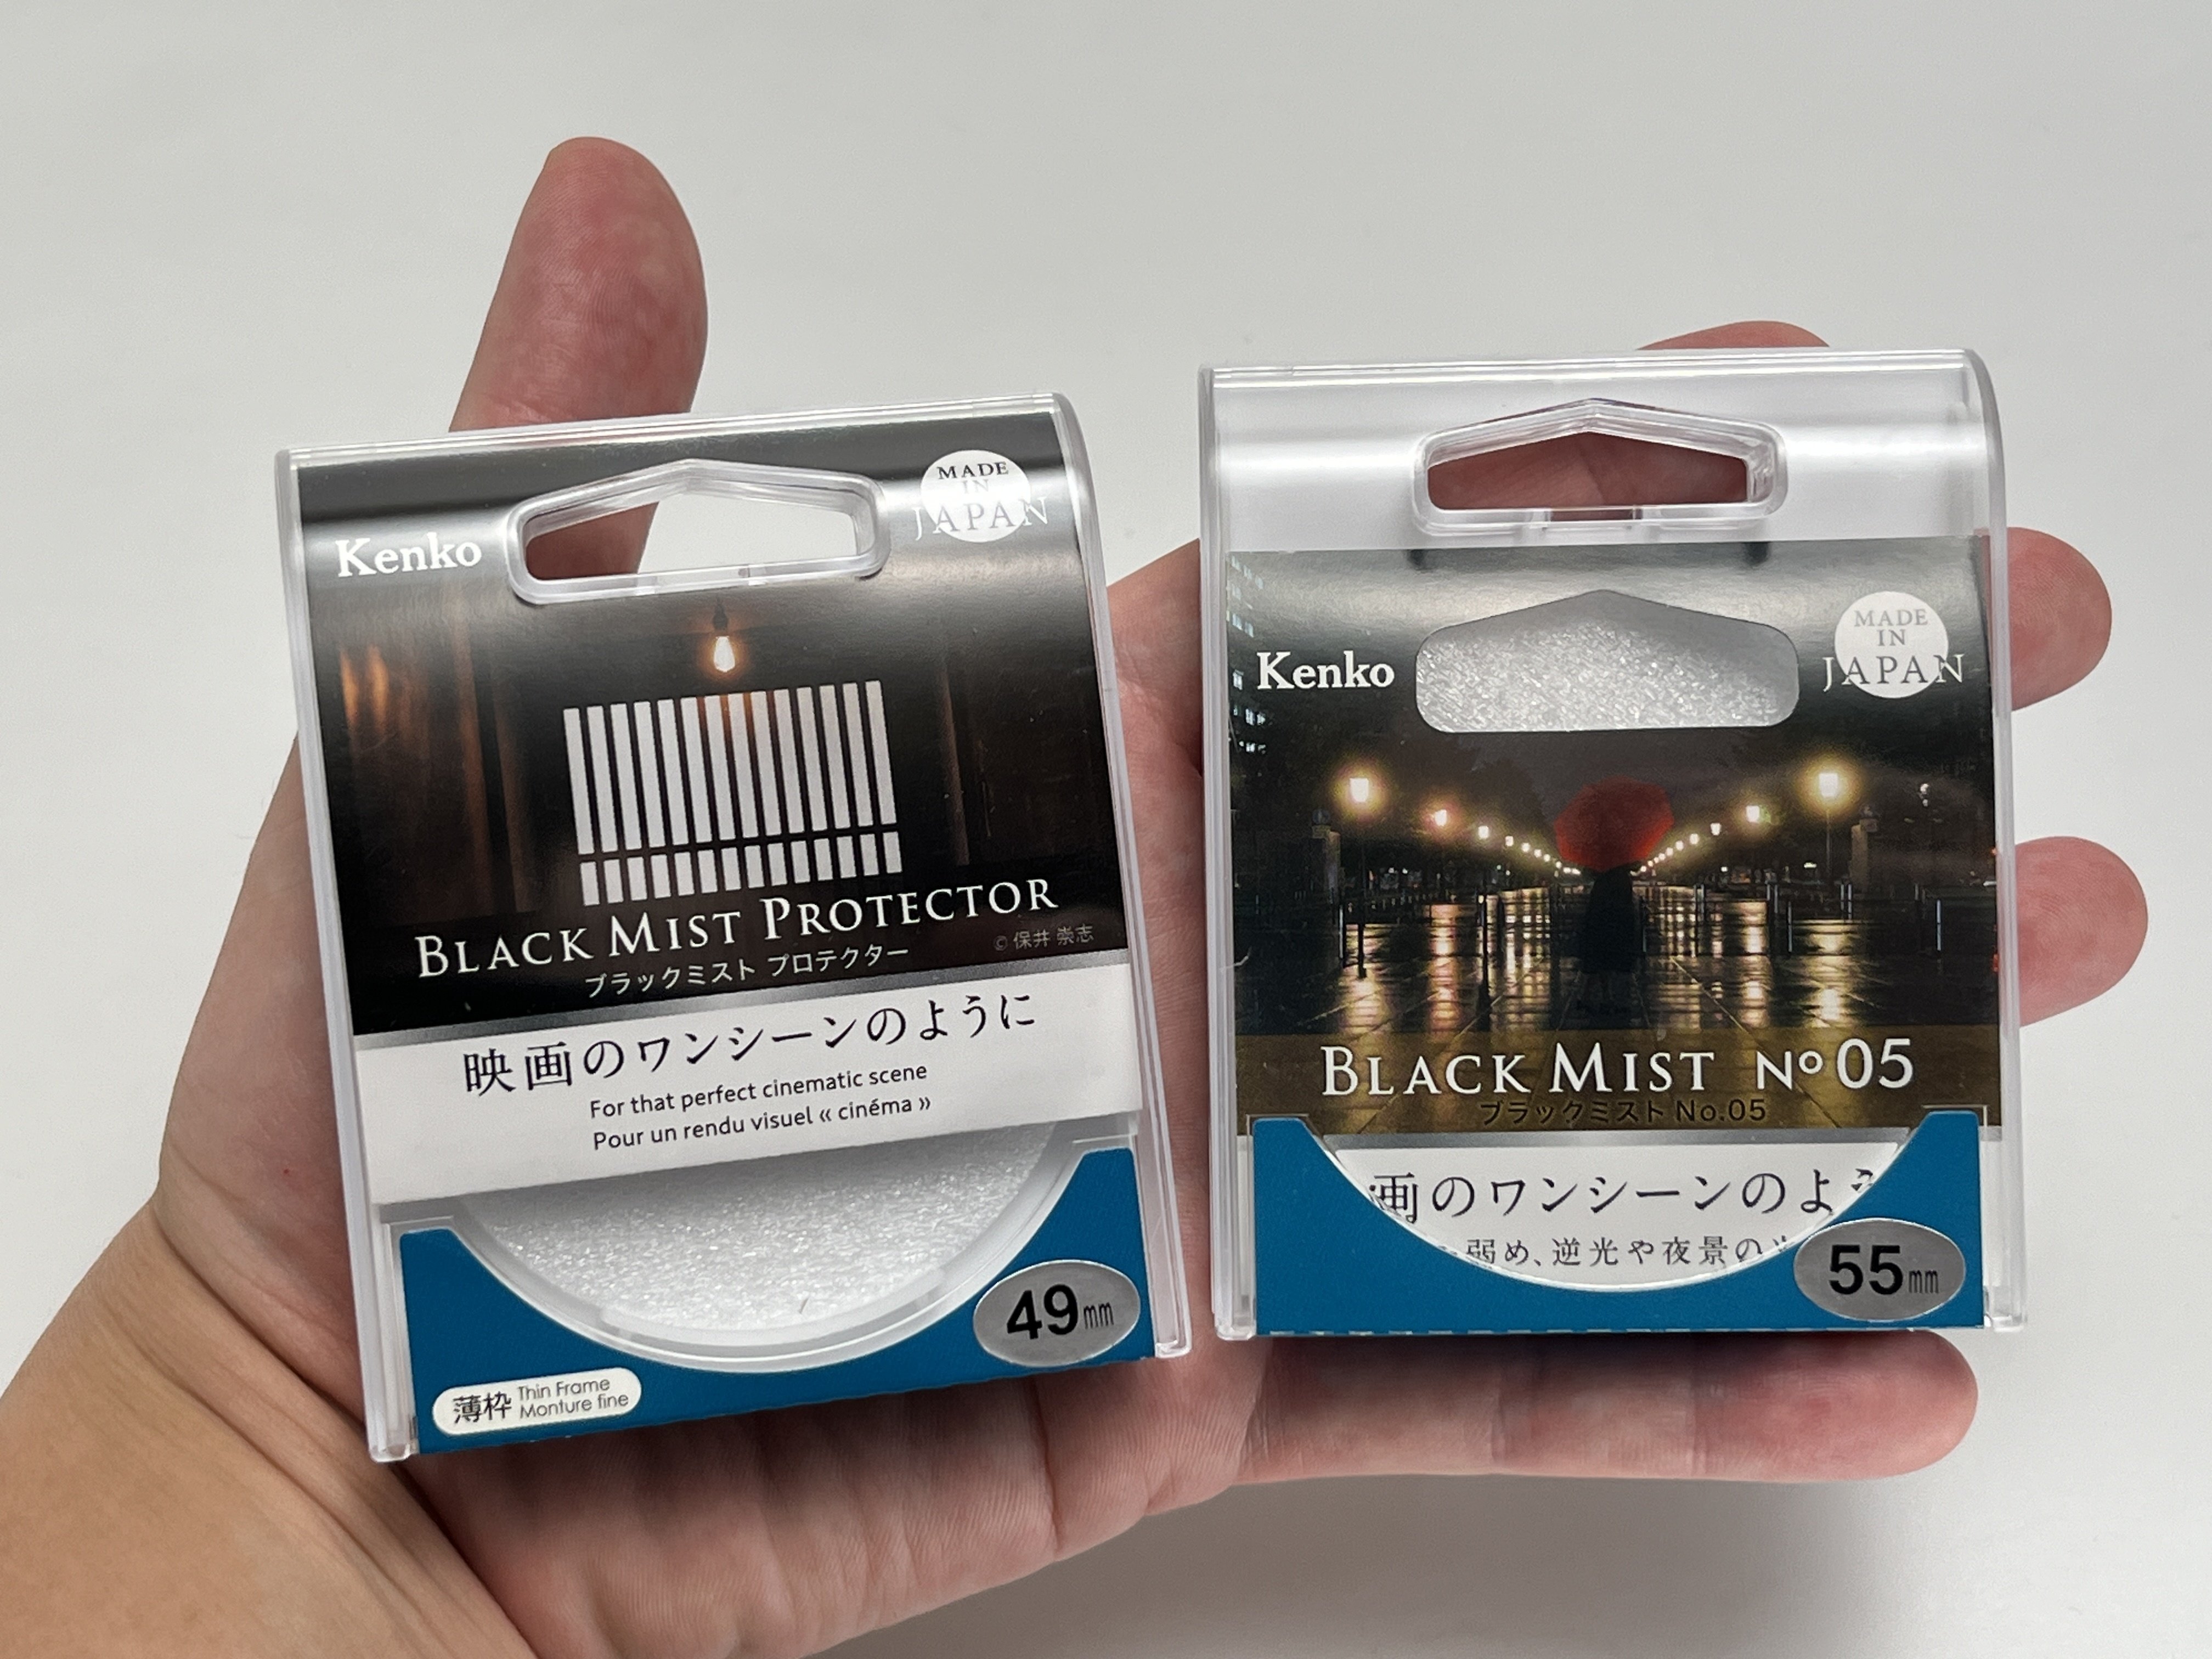 Kenko
MADE
IN
JAPAN
BLACK MIST PROTECTOR
ブラックミスト プロテクター
© 保井 崇志
映画のワンシーンのように
For that perfect cinematic scene
Pour un rendu visuel « cinéma »
49mm
薄枠 Thin Frame
Monture fine
Kenko
MADE
IN
JAPAN
BLACK MIST No 05
ブラックミスト No.05
画のワンシーンのよう
弱め、逆光や夜景の
55mm